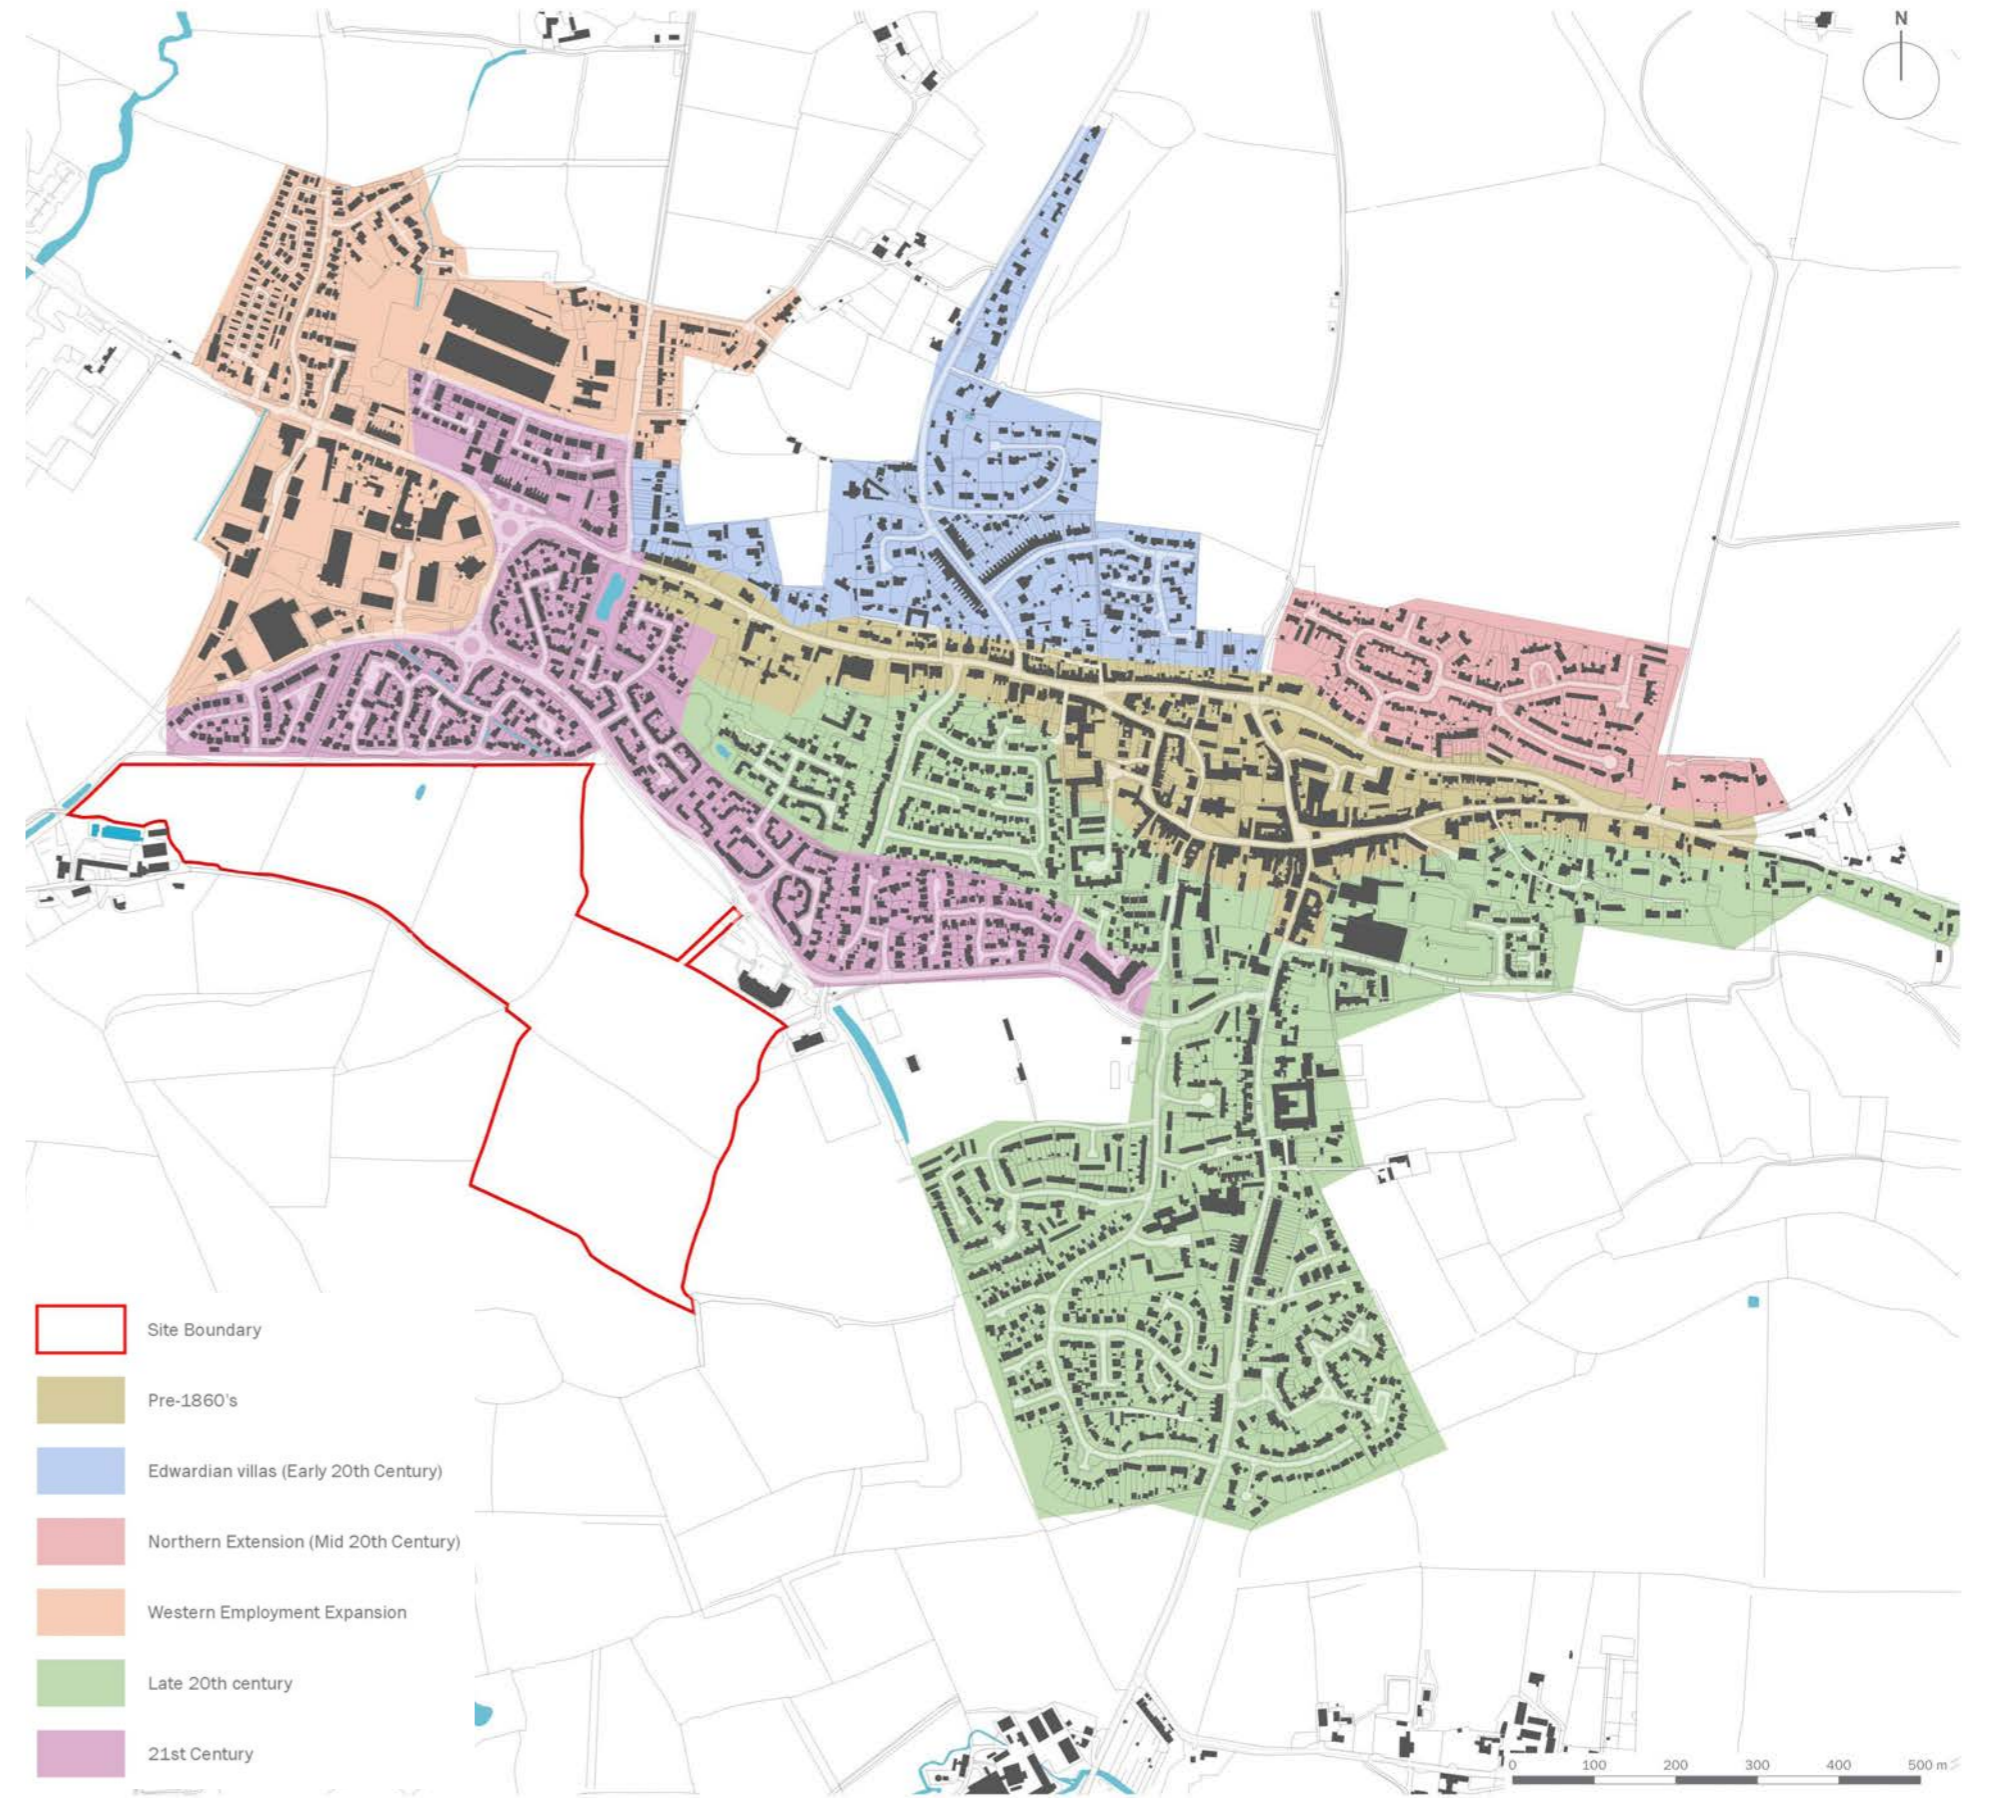 N
Site Boundary
Pre-1860's
Edwardian villas (Early 20th Century)
Northern Extension (Mid 20th Century)
Western Employment Expansion
Late 20th century
21st Century
0 100 200 300 400 500 m